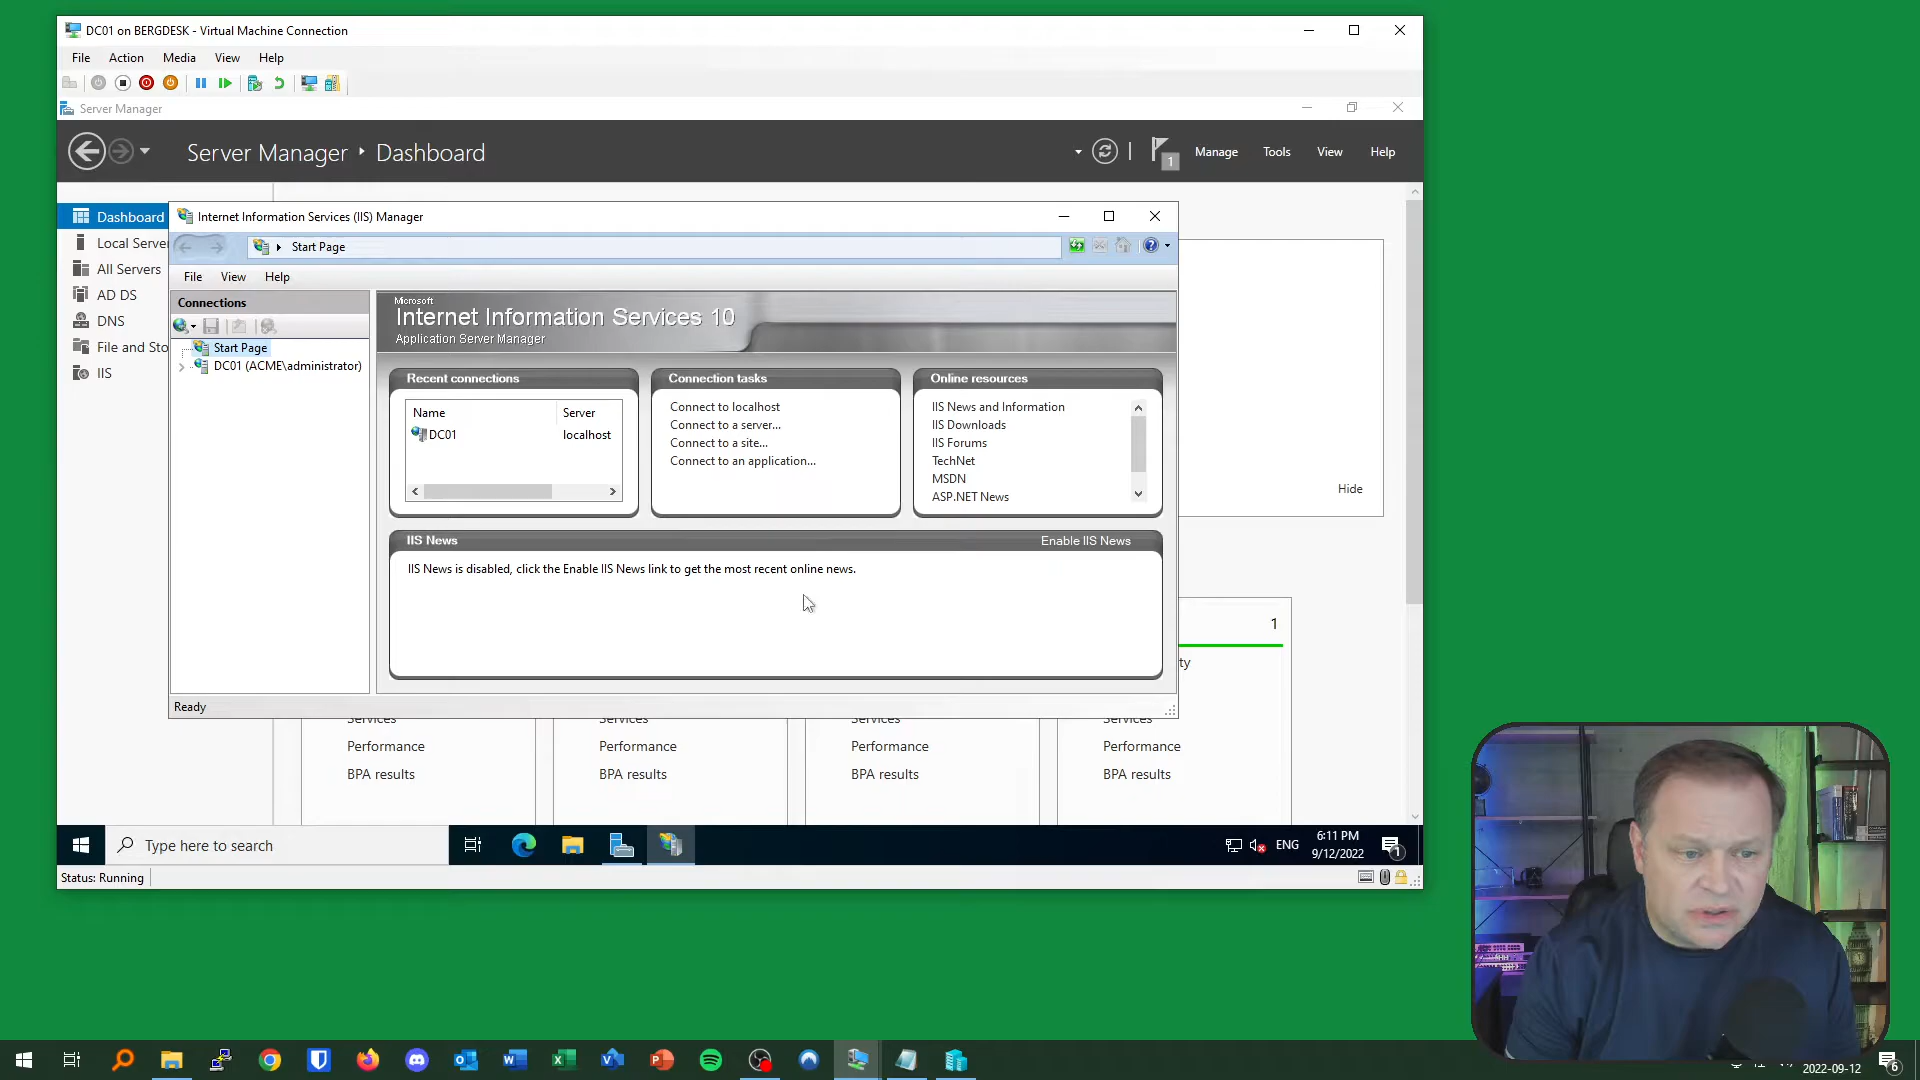 DC01 on BERGDESK - Virtual Machine Connection
File Action Media View Help
Server Manager
Server Manager Dashboard
1
Manage Tools View Help
Dashboard
Local Server
All Servers
AD DS
DNS
File and Sto
IIS
Internet Information Services (IIS) Manager
Start Page
File View Help
Connections
Start Page
DC01 (ACME\administrator)
Microsoft
Internet Information Services 10
Application Server Manager
Recent connections
Name Server
DC01 localhost
Connection tasks
Connect to localhost
Connect to a server...
Connect to a site...
Connect to an application...
Online resources
IIS News and Information
IIS Downloads
IIS Forums
TechNet
MSDN
ASP.NET News
IIS News
Enable IIS News
IIS News is disabled, click the Enable IIS News link to get the most recent online news.
Ready
Hide
1
ty
Services Services Services Services
Performance Performance Performance Performance
BPA results BPA results BPA results BPA results
Type here to search
ENG
6:11 PM
9/12/2022
1
Status: Running
2022-09-12
6